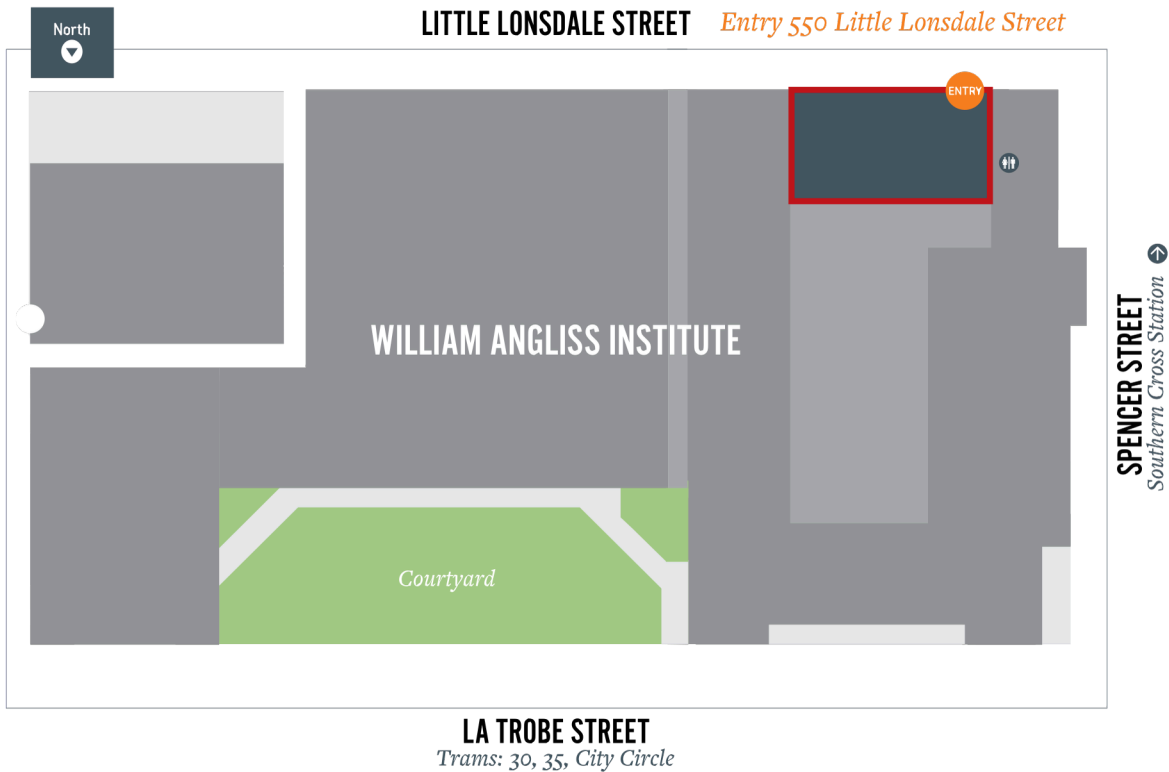 LITTLE LONSDALE STREET Entry 550 Little Lonsdale Street
North
ENTRY
WILLIAM ANGLISS INSTITUTE
SPENCER STREET
Southern Cross Station
Courtyard
LA TROBE STREET
Trams: 30, 35, City Circle